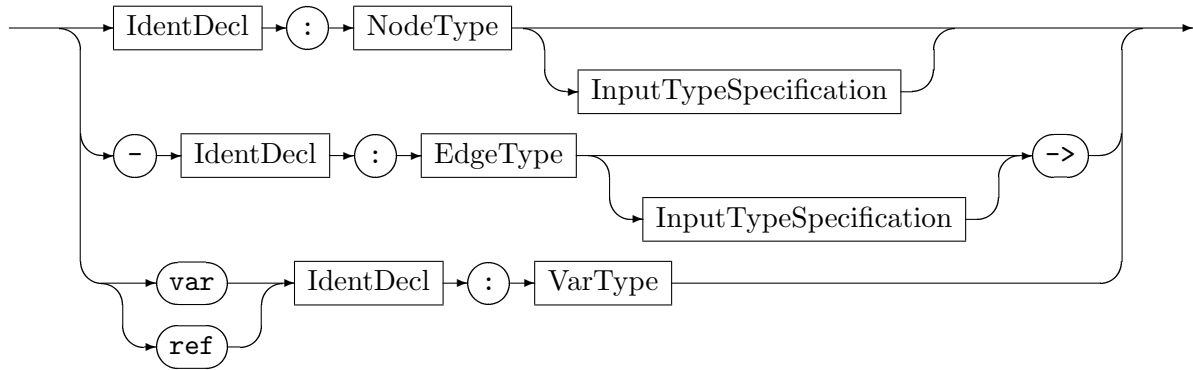 IdentDecl : NodeType
InputTypeSpecification
- IdentDecl : EdgeType ->
InputTypeSpecification
var IdentDecl : VarType
ref